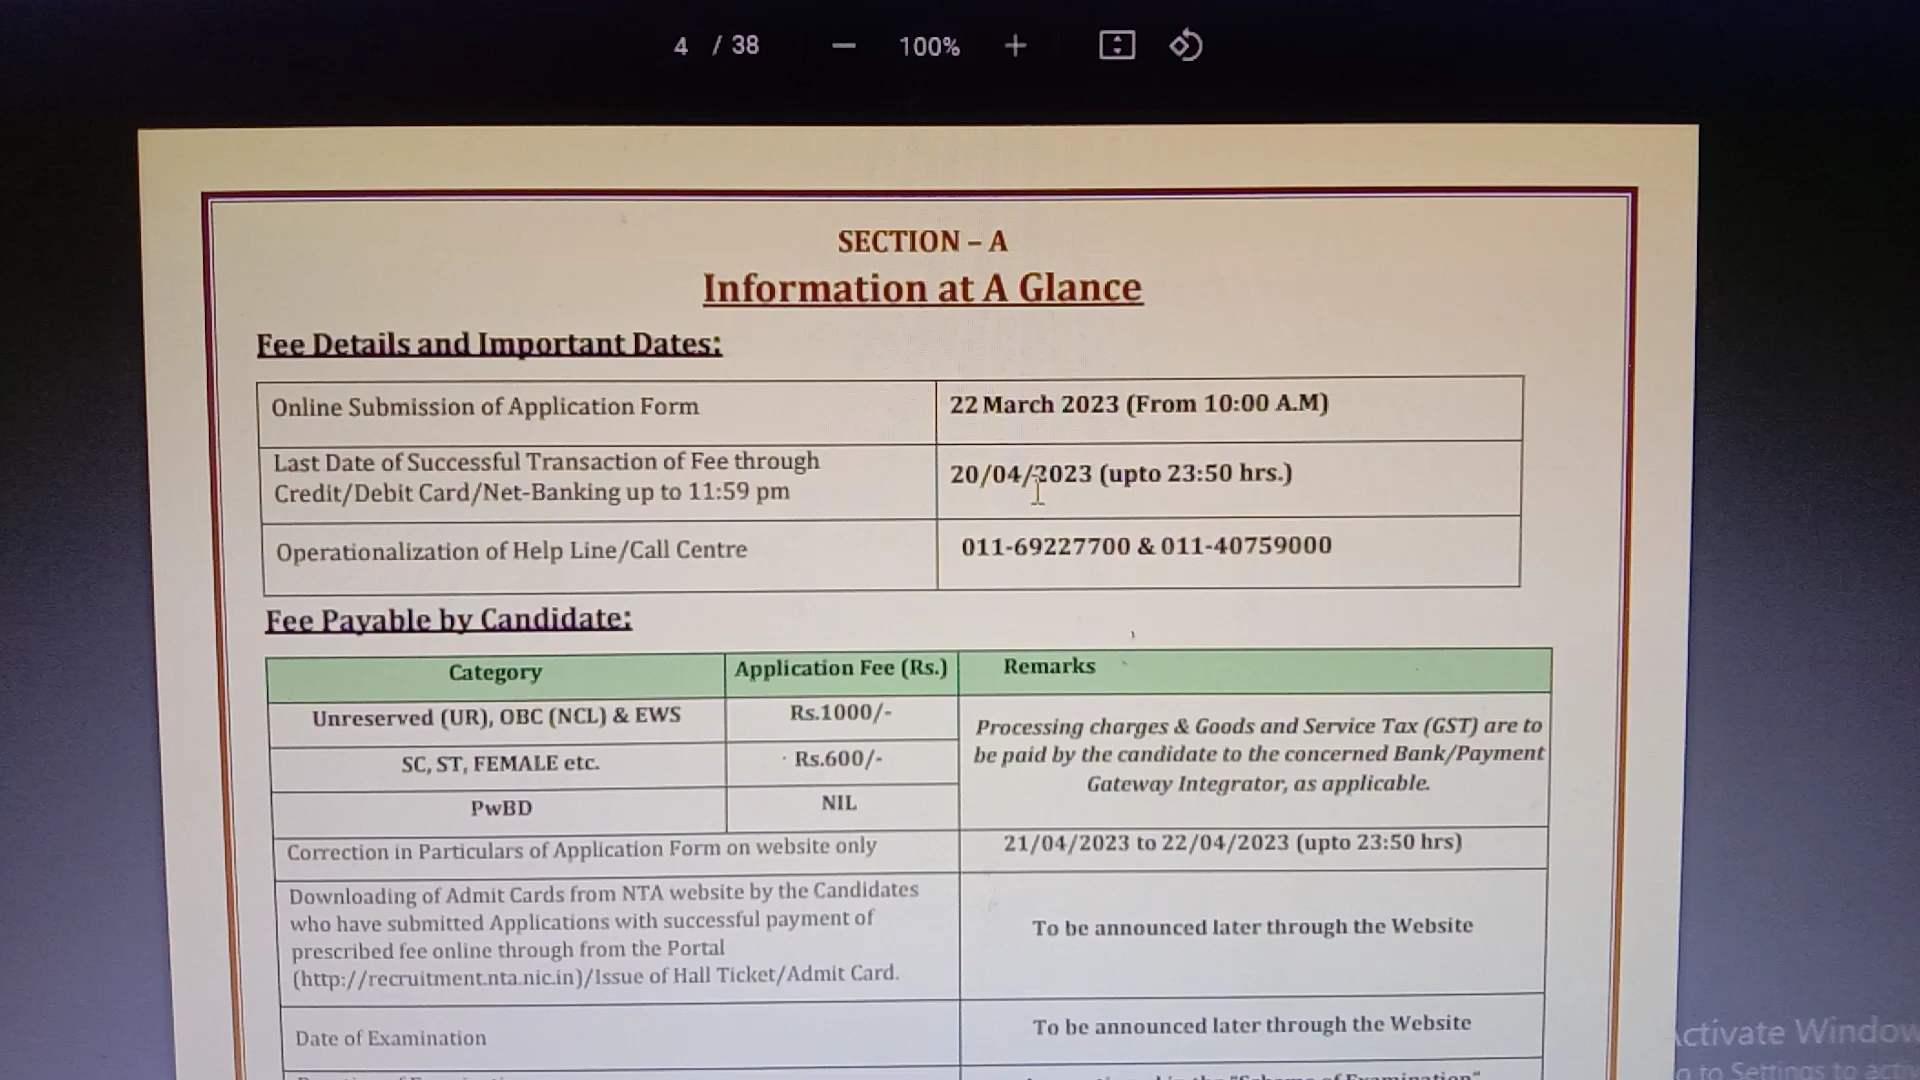 4 / 38 100%
SECTION – A
Information at A Glance
Fee Details and Important Dates:
Online Submission of Application Form
22 March 2023 (From 10:00 A.M)
Last Date of Successful Transaction of Fee through
Credit/Debit Card/Net-Banking up to 11:59 pm
20/04/2023 (upto 23:50 hrs.)
Operationalization of Help Line/Call Centre
011-69227700 & 011-40759000
Fee Payable by Candidate:
Category Application Fee (Rs.) Remarks
Unreserved (UR), OBC (NCL) & EWS Rs.1000/-
SC, ST, FEMALE etc. Rs.600/-
PwBD NIL
Processing charges & Goods and Service Tax (GST) are to
be paid by the candidate to the concerned Bank/Payment
Gateway Integrator, as applicable.
Correction in Particulars of Application Form on website only
21/04/2023 to 22/04/2023 (upto 23:50 hrs)
Downloading of Admit Cards from NTA website by the Candidates
who have submitted Applications with successful payment of
prescribed fee online through from the Portal
(http://recruitment.nta.nic.in)/Issue of Hall Ticket/Admit Card.
To be announced later through the Website
Date of Examination
To be announced later through the Website
"Scheme of Examination"
Activate Window
to Settings to activ